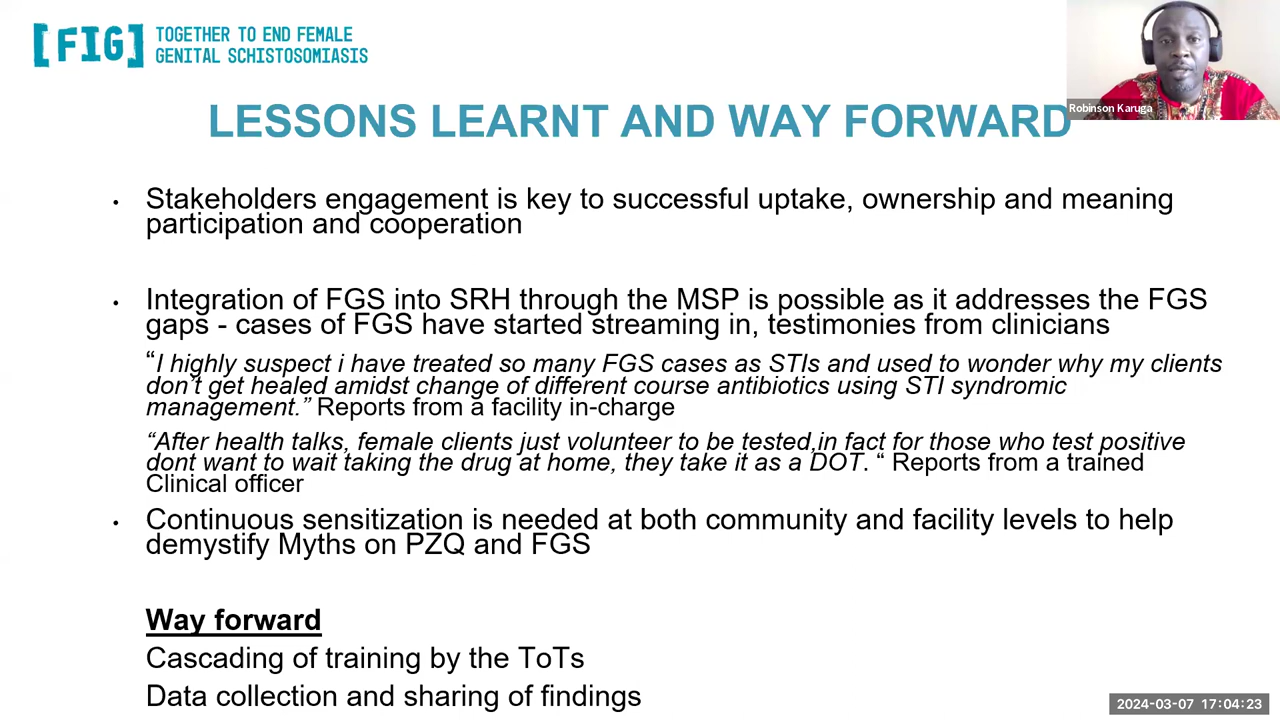 [FIG] TOGETHER TO END FEMALE
GENITAL SCHISTOSOMIASIS
Robinson Karuga
LESSONS LEARNT AND WAY FORWARD
• Stakeholders engagement is key to successful uptake, ownership and meaning
participation and cooperation
• Integration of FGS into SRH through the MSP is possible as it addresses the FGS
gaps - cases of FGS have started streaming in, testimonies from clinicians
“I highly suspect i have treated so many FGS cases as STIs and used to wonder why my clients
don’t get healed amidst change of different course antibiotics using STI syndromic
management.” Reports from a facility in-charge
“After health talks, female clients just volunteer to be tested,in fact for those who test positive
dont want to wait taking the drug at home, they take it as a DOT. “ Reports from a trained
Clinical officer
• Continuous sensitization is needed at both community and facility levels to help
demystify Myths on PZQ and FGS
Way forward
Cascading of training by the ToTs
Data collection and sharing of findings
2024-03-07 17:04:23